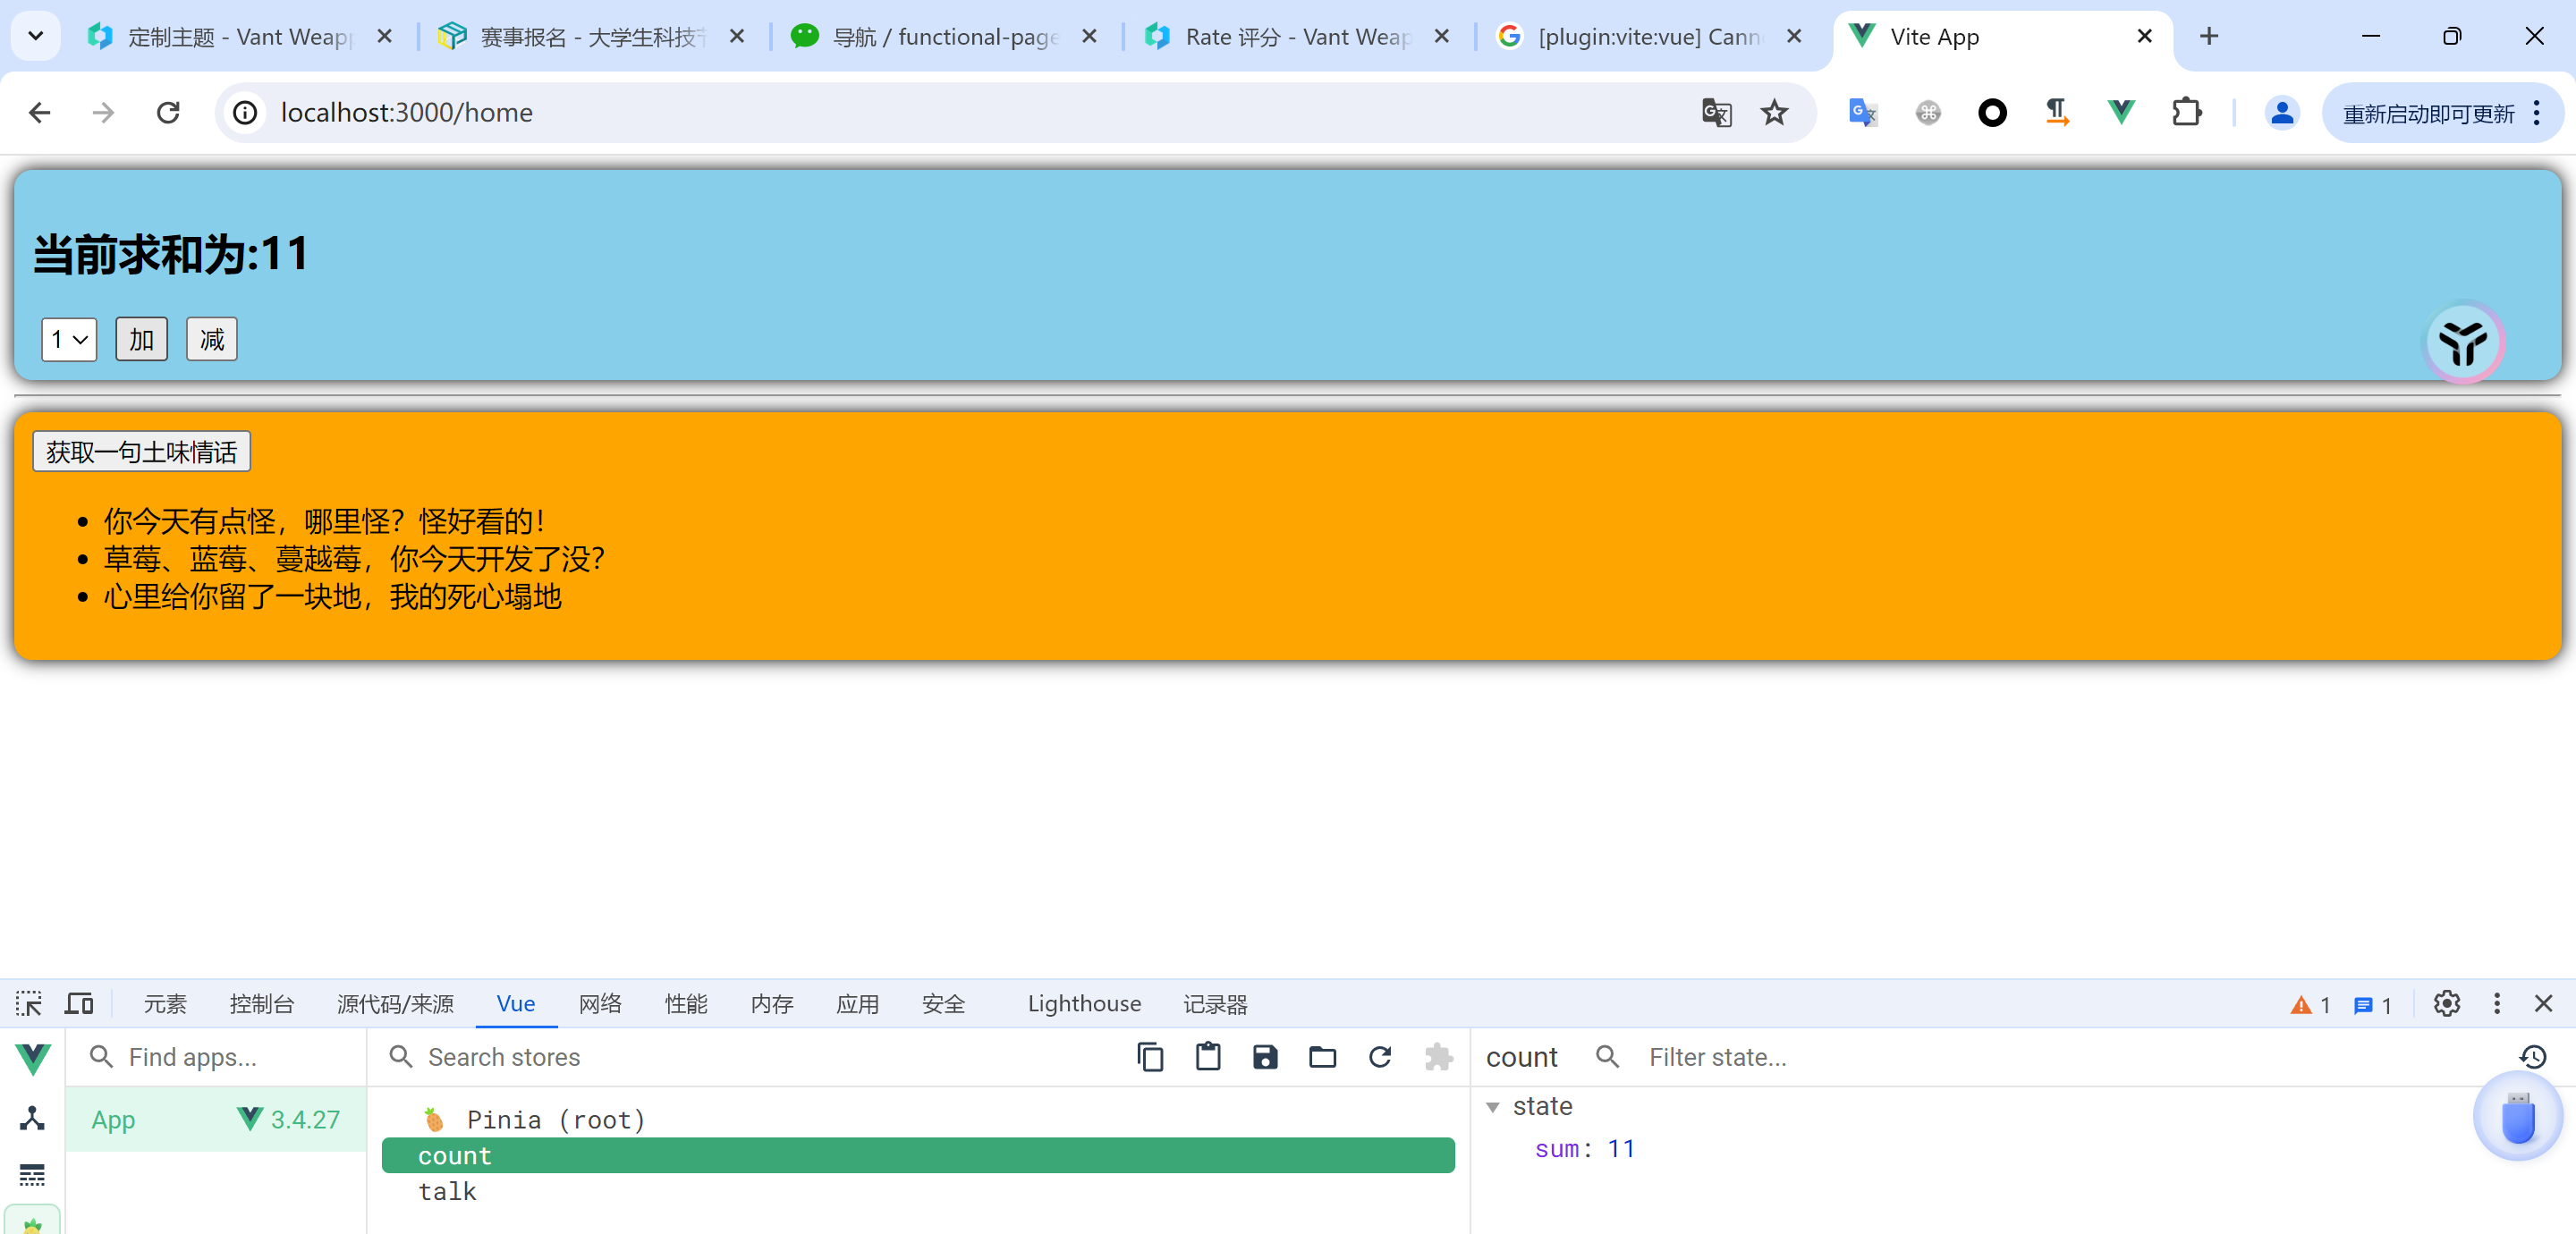 定制主题 - Vant Weapp
赛事报名 - 大学生科技节
导航 / functional-page
Rate 评分 - Vant Weap
[plugin:vite:vue] Cann
Vite App
localhost:3000/home
重新启动即可更新
当前求和为:11
1
加
减
获取一句土味情话
你今天有点怪，哪里怪？怪好看的！
草莓、蓝莓、蔓越莓，你今天开发了没？
心里给你留了一块地，我的死心塌地
元素
控制台
源代码/来源
Vue
网络
性能
内存
应用
安全
Lighthouse
记录器
1
1
Find apps...
Search stores
count
Filter state...
App
3.4.27
Pinia (root)
count
talk
state
sum: 11